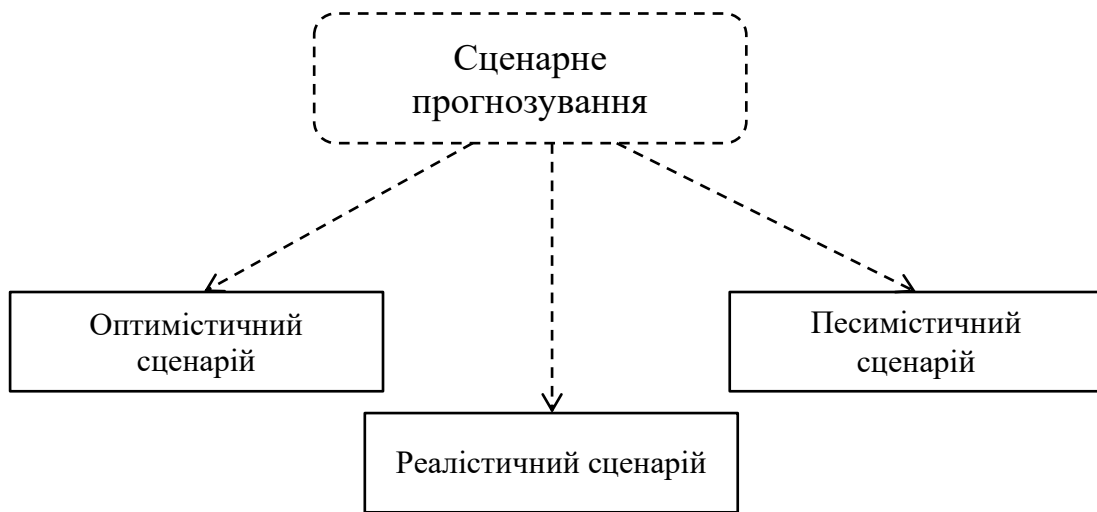 Сценарне
прогнозування
Оптимістичний
сценарій
Песимістичний
сценарій
Реалістичний сценарій